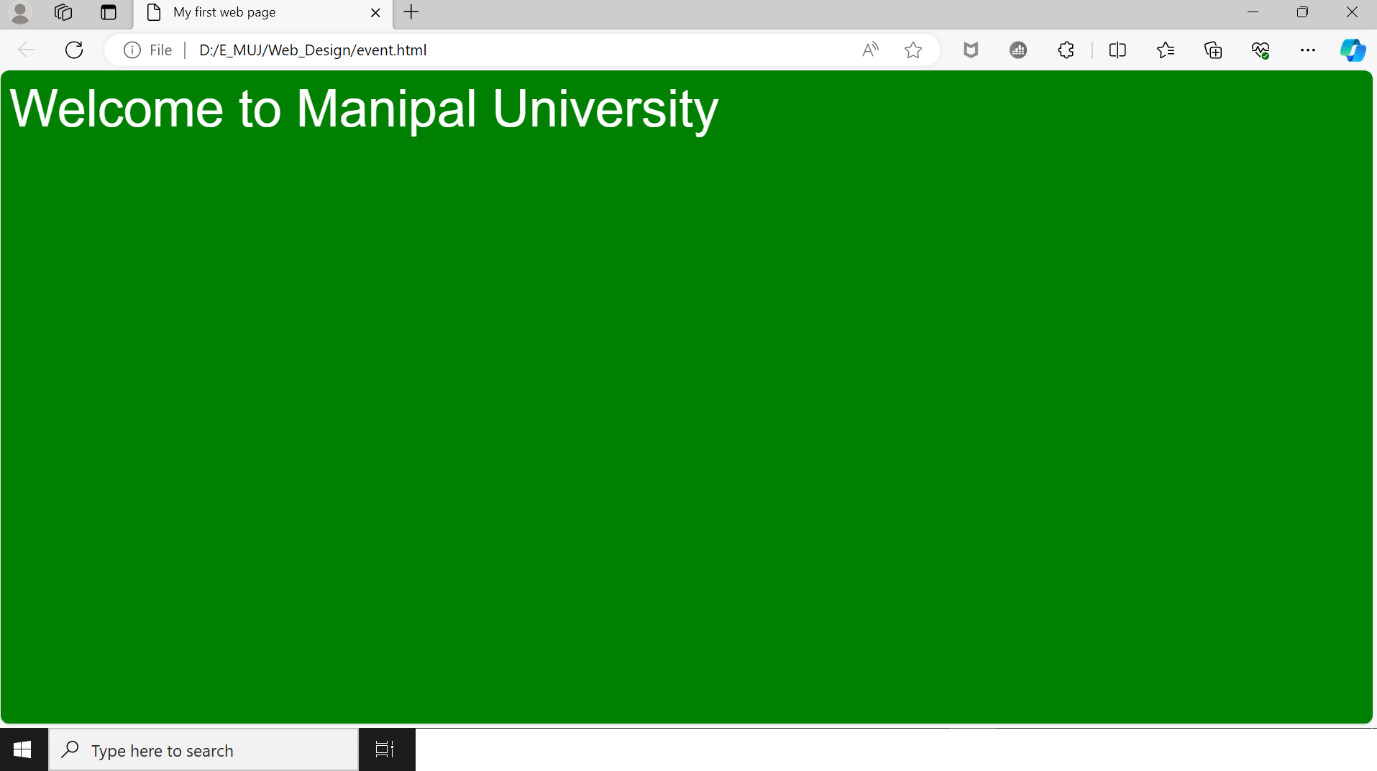 My first web page
File
D:/E_MUJ/Web_Design/event.html
Welcome to Manipal University
Type here to search